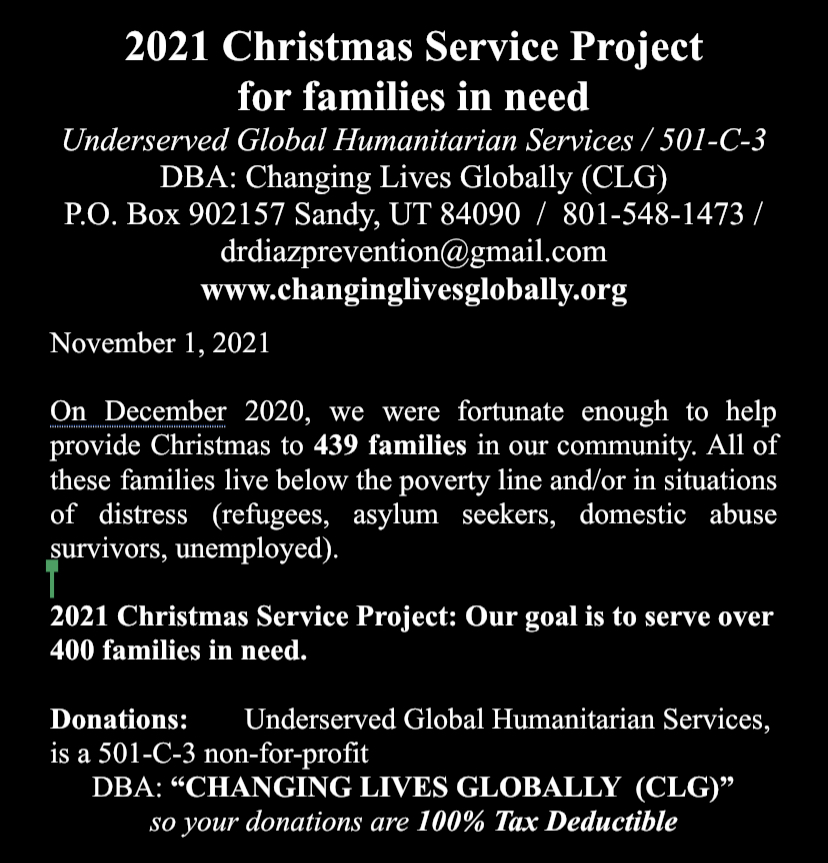 2021 Christmas Service Project
for families in need
Underserved Global Humanitarian Services / 501-C-3
DBA: Changing Lives Globally (CLG)
P.O. Box 902157 Sandy, UT 84090 / 801-548-1473 /
drdiazprevention@gmail.com
www.changinglivesglobally.org
November 1, 2021
On December 2020, we were fortunate enough to help
provide Christmas to 439 families in our community. All of
these families live below the poverty line and/or in situations
of distress (refugees, asylum seekers, domestic abuse
survivors, unemployed).
2021 Christmas Service Project: Our goal is to serve over
400 families in need.
Donations: Underserved Global Humanitarian Services,
is a 501-C-3 non-for-profit
DBA: “CHANGING LIVES GLOBALLY (CLG)”
so your donations are 100% Tax Deductible